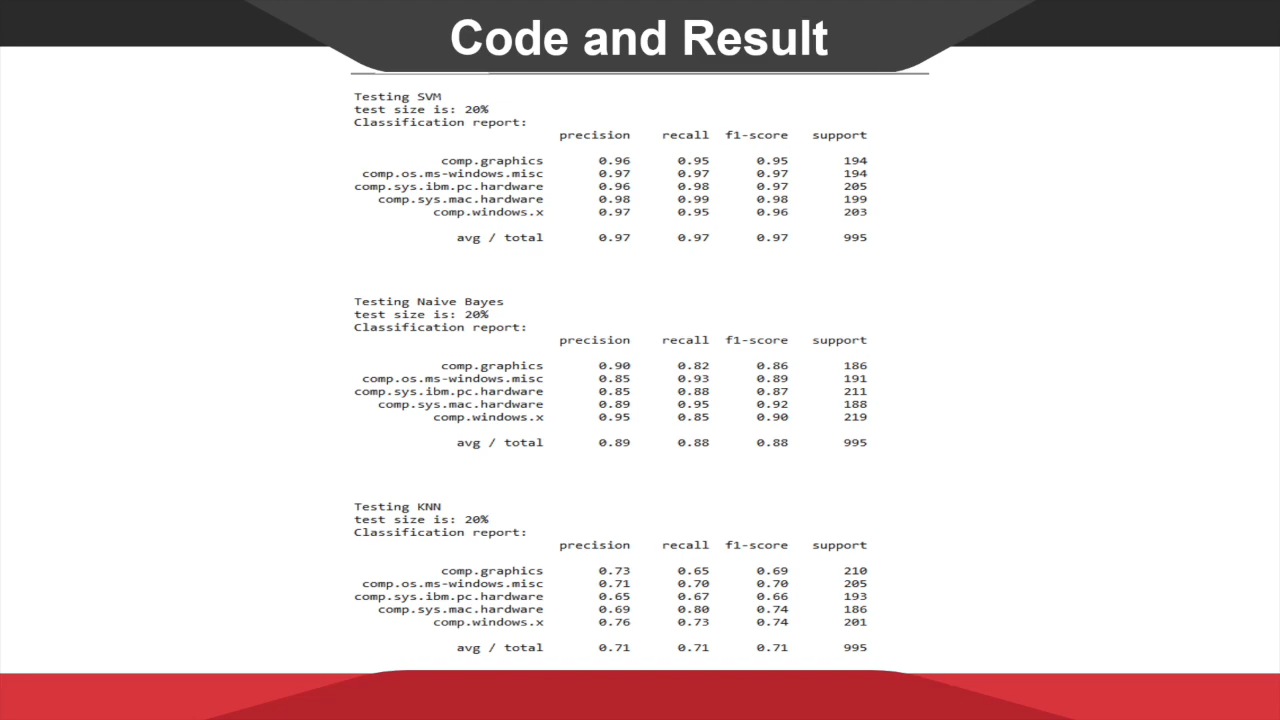 Code and Result
Testing SVM
test size is: 20%
Classification report:
precision recall f1-score support
comp.graphics 0.96 0.95 0.95 194
comp.os.ms-windows.misc 0.97 0.97 0.97 194
comp.sys.ibm.pc.hardware 0.96 0.98 0.97 205
comp.sys.mac.hardware 0.98 0.99 0.98 199
comp.windows.x 0.97 0.95 0.96 203
avg / total 0.97 0.97 0.97 995
Testing Naive Bayes
test size is: 20%
Classification report:
precision recall f1-score support
comp.graphics 0.90 0.82 0.86 186
comp.os.ms-windows.misc 0.85 0.93 0.89 191
comp.sys.ibm.pc.hardware 0.85 0.88 0.87 211
comp.sys.mac.hardware 0.89 0.95 0.92 188
comp.windows.x 0.95 0.85 0.90 219
avg / total 0.89 0.88 0.88 995
Testing KNN
test size is: 20%
Classification report:
precision recall f1-score support
comp.graphics 0.73 0.65 0.69 210
comp.os.ms-windows.misc 0.71 0.70 0.70 205
comp.sys.ibm.pc.hardware 0.65 0.67 0.66 193
comp.sys.mac.hardware 0.69 0.80 0.74 186
comp.windows.x 0.76 0.73 0.74 201
avg / total 0.71 0.71 0.71 995